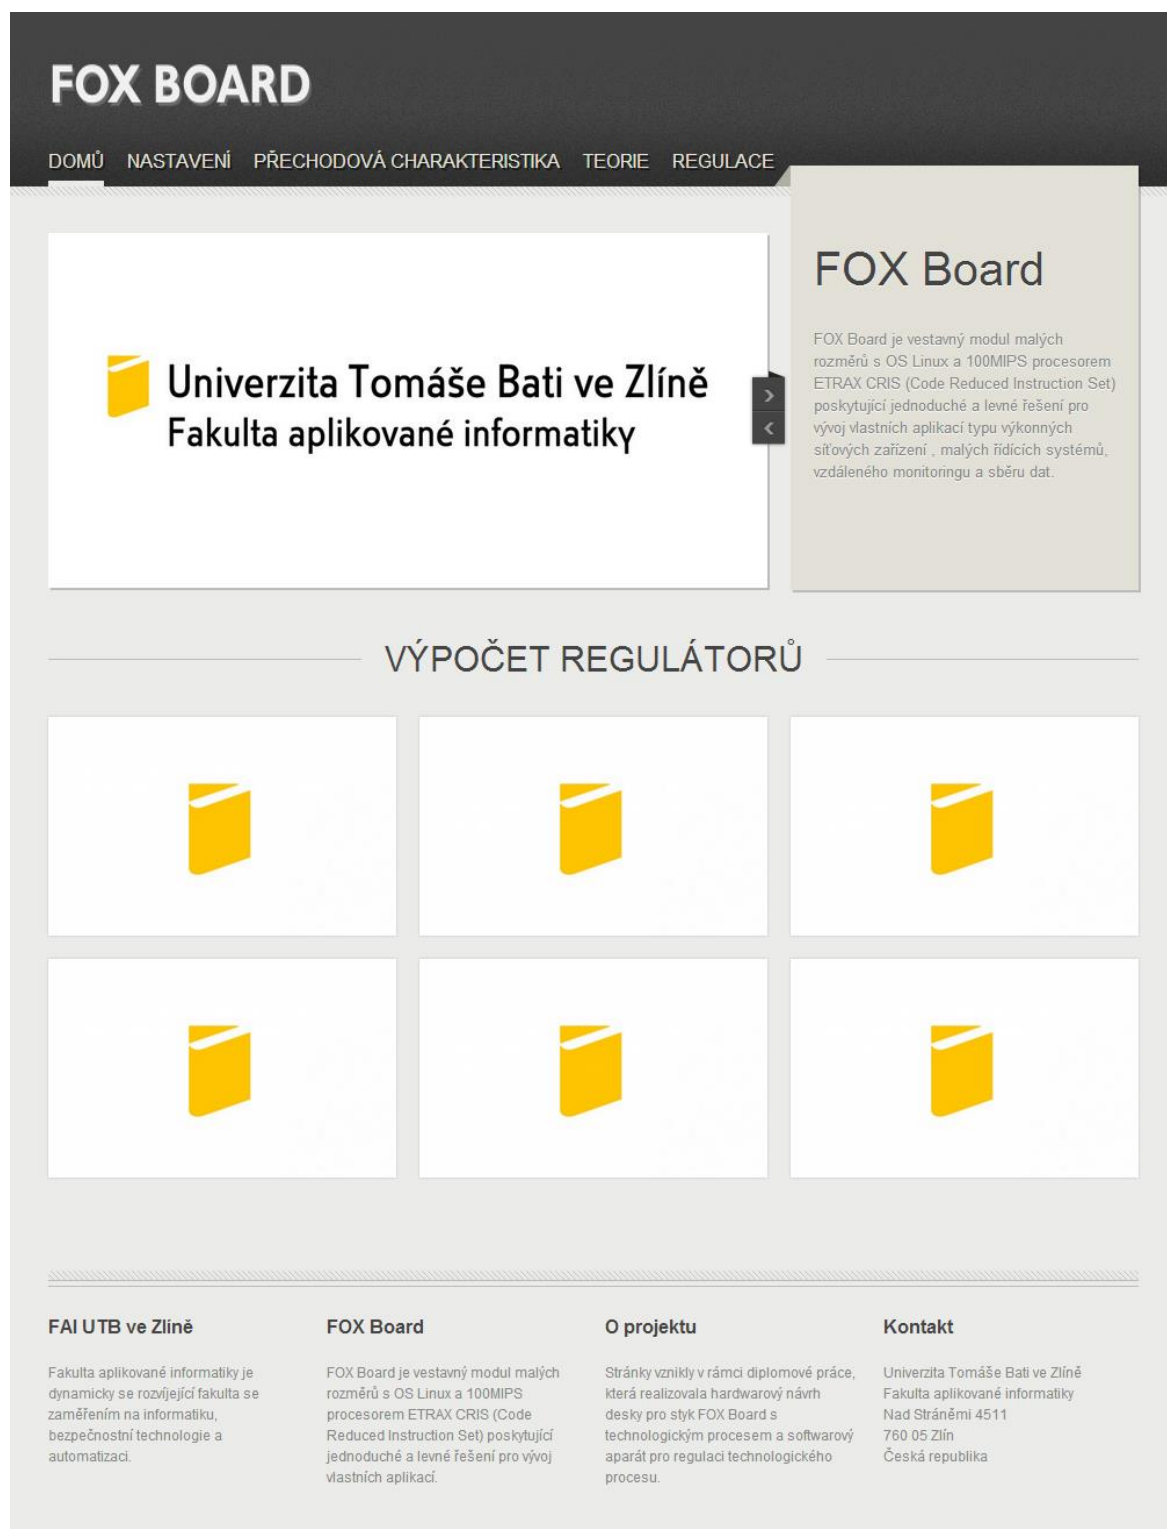 FOX BOARD
DOMŮ NASTAVENÍ PŘECHODOVÁ CHARAKTERISTIKA TEORIE REGULACE
Univerzita Tomáše Bati ve Zlíně
Fakulta aplikované informatiky
FOX Board
FOX Board je vestavný modul malých
rozměrů s OS Linux a 100MIPS procesorem
ETRAX CRIS (Code Reduced Instruction Set)
poskytující jednoduché a levné řešení pro
vývoj vlastních aplikací typu výkonných
síťových zařízení , malých řídících systémů,
vzdáleného monitoringu a sběru dat.
VÝPOČET REGULÁTORŮ
FAI UTB ve Zlíně
Fakulta aplikované informatiky je
dynamicky se rozvíjející fakulta se
zaměřením na informatiku,
bezpečnostní technologie a
automatizaci.
FOX Board
FOX Board je vestavný modul malých
rozměrů s OS Linux a 100MIPS
procesorem ETRAX CRIS (Code
Reduced Instruction Set) poskytující
jednoduché a levné řešení pro vývoj
vlastních aplikací.
O projektu
Stránky vznikly v rámci diplomové práce,
která realizovala hardwarový návrh
desky pro styk FOX Board s
technologickým procesem a softwarový
aparát pro regulaci technologického
procesu.
Kontakt
Univerzita Tomáše Bati ve Zlíně
Fakulta aplikované informatiky
Nad Stráněmi 4511
760 05 Zlín
Česká republika